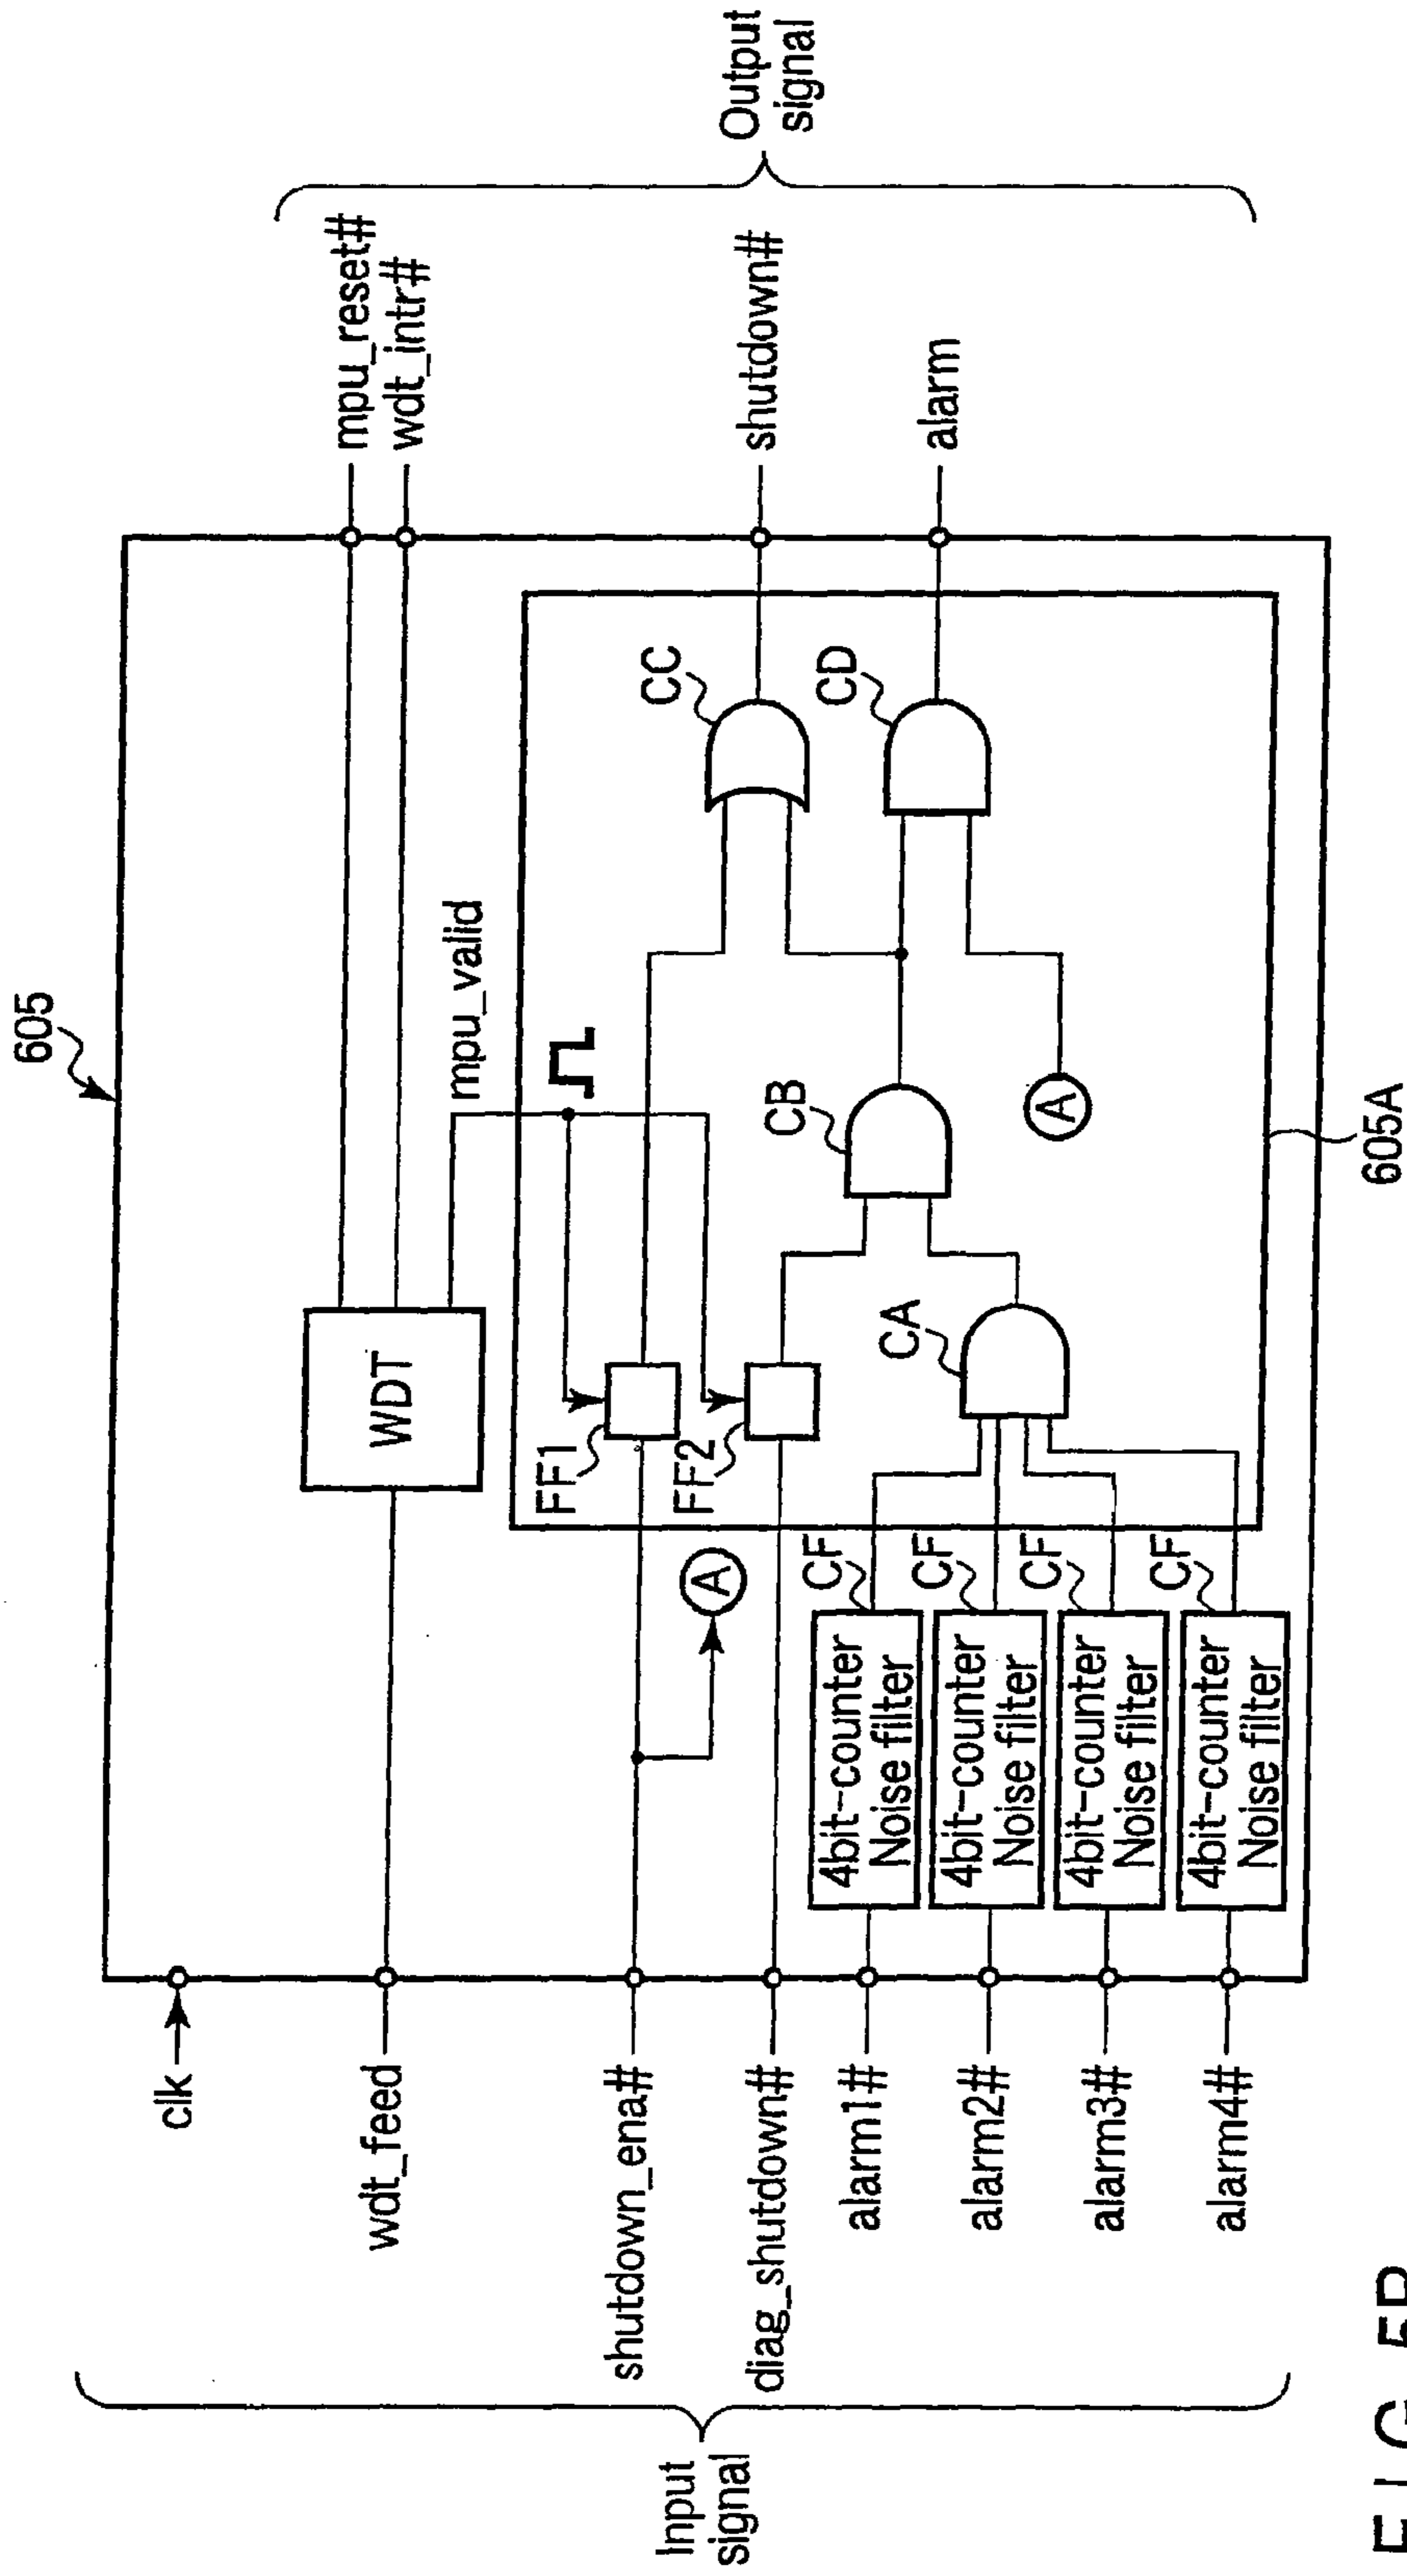 605
Input
signal
clk
wdt_feed
shutdown_ena#
diag_shutdown#
alarm1#
alarm2#
alarm3#
alarm4#
WDT
mpu_valid
A
FF1
FF2
4bit-counter
Noise filter
CF
4bit-counter
Noise filter
CF
4bit-counter
Noise filter
CF
4bit-counter
Noise filter
CF
CA
CB
A
CC
CD
605A
mpu_reset#
wdt_intr#
shutdown#
alarm
Output
signal
FIG. 5B